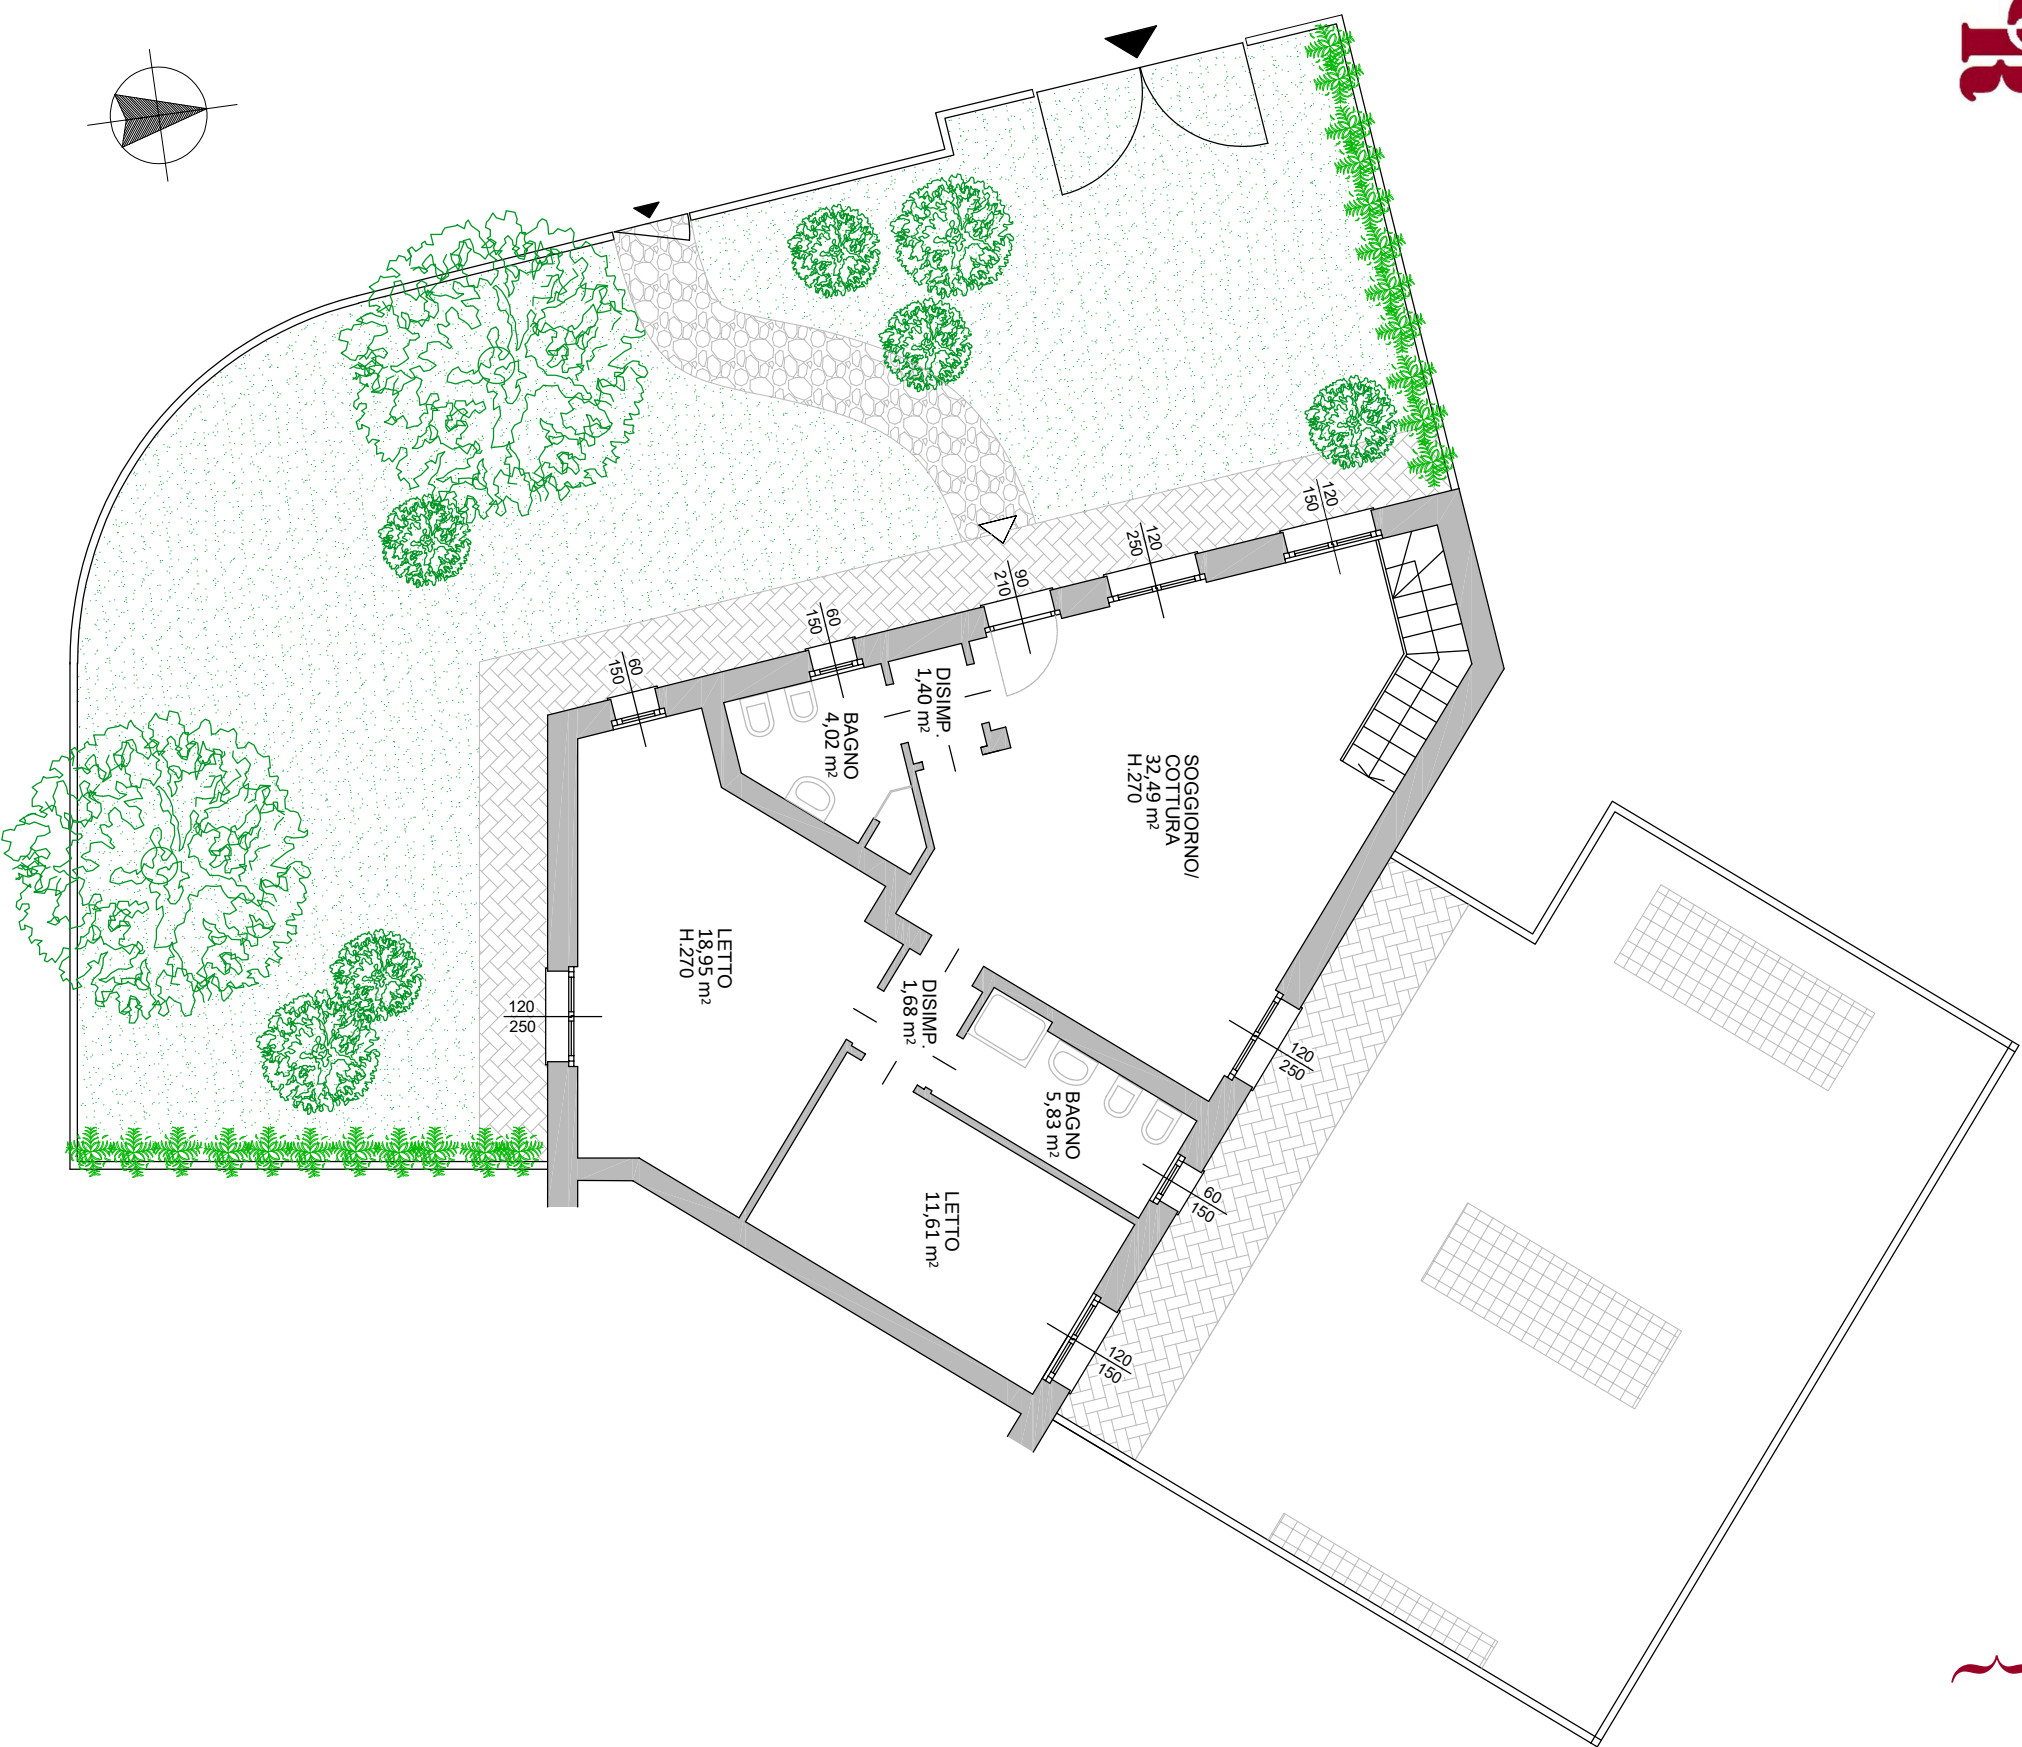 120
150
120
250
90
210
60
150
60
150
DISIMP.
1,40 m²
BAGNO
4,02 m²
SOGGIORNO/
COTTURA
32,49 m²
H.270
LETTO
18,95 m²
H.270
DISIMP.
1,68 m²
120
250
120
250
BAGNO
5,83 m²
60
150
LETTO
11,61 m²
120
150
R
}